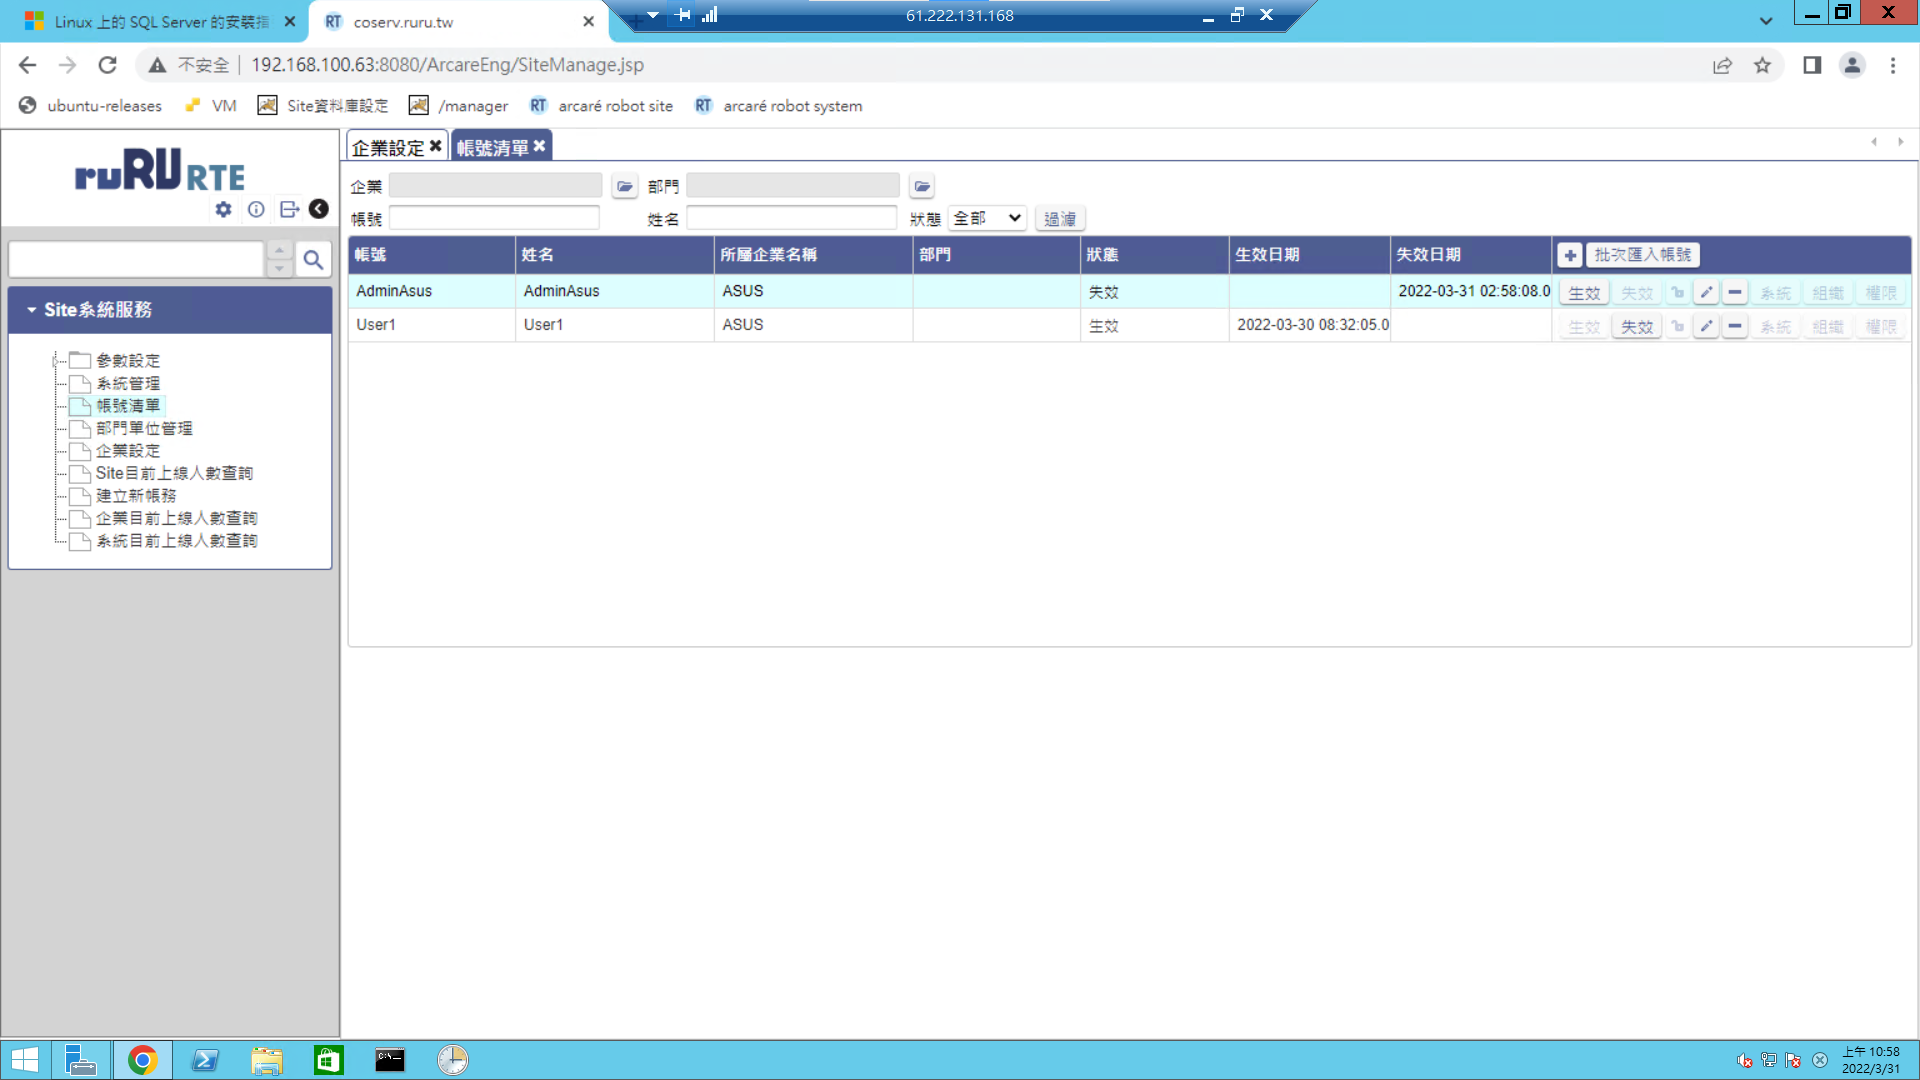 Linux 上的 SQL Server 的安裝指
coserv.ruru.tw
61.222.131.168
不安全
192.168.100.63:8080/ArcareEng/SiteManage.jsp
ubuntu-releases
VM
Site資料庫設定
/manager
RT arcaré robot site
RT arcaré robot system
ruRU RTE
企業設定
帳號清單
企業
部門
帳號
姓名
狀態 全部 過濾
帳號 姓名 所屬企業名稱 部門 狀態 生效日期 失效日期 批次匯入帳號
AdminAsus AdminAsus ASUS 失效 2022-03-31 02:58:08.0 生效 失效 系統 組織 權限
User1 User1 ASUS 生效 2022-03-30 08:32:05.0 生效 失效 系統 組織 權限
Site系統服務
參數設定
系統管理
帳號清單
部門單位管理
企業設定
Site目前上線人數查詢
建立新帳務
企業目前上線人數查詢
系統目前上線人數查詢
上午 10:58
2022/3/31